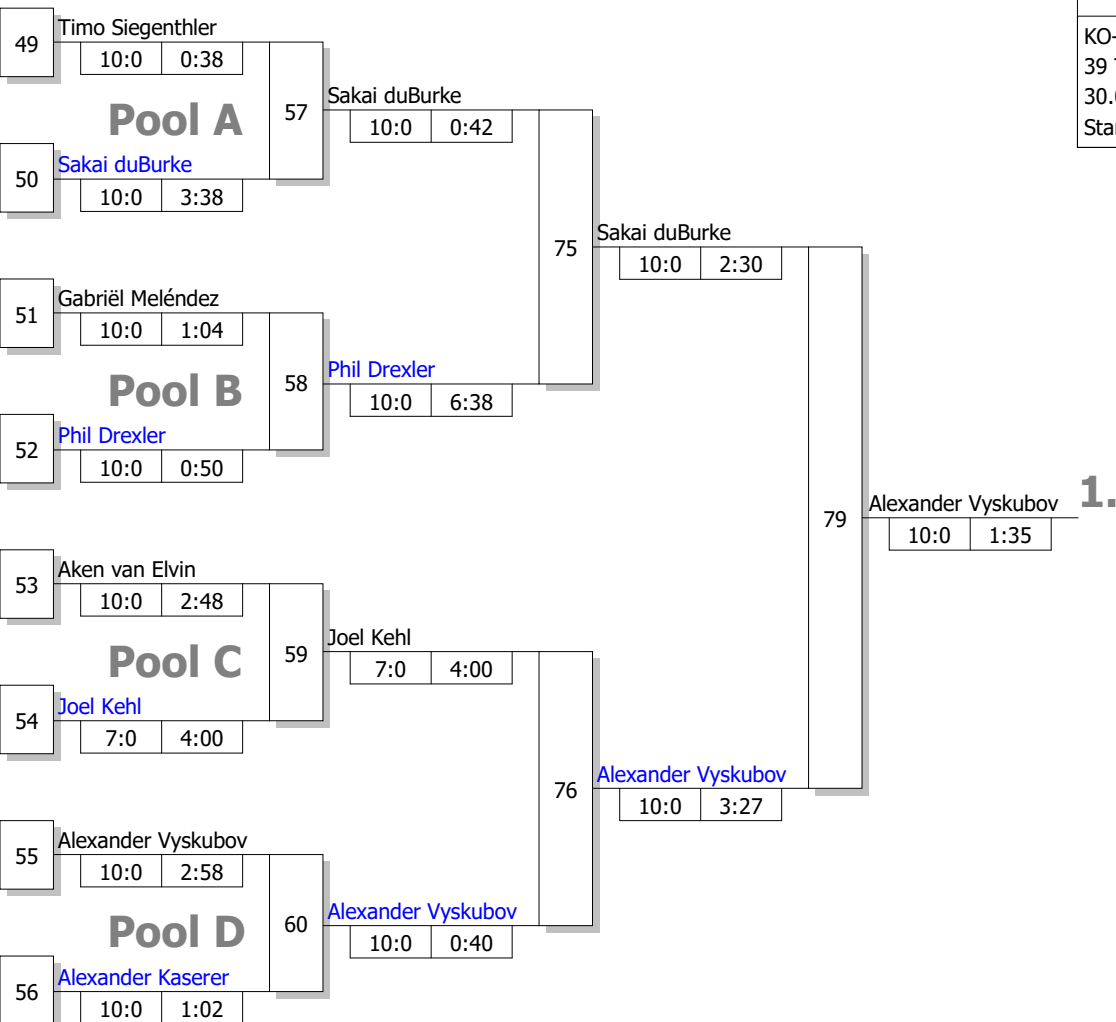 49
Timo Siegenthler
10:0 0:38
Pool A
57
Sakai duBurke
10:0 0:42
50
Sakai duBurke
10:0 3:38
75
Sakai duBurke
10:0 2:30
51
Gabriël Meléndez
10:0 1:04
Pool B
58
Phil Drexler
10:0 6:38
52
Phil Drexler
10:0 0:50
79
Alexander Vyskubov
10:0 1:35
1.
53
Aken van Elvin
10:0 2:48
Pool C
59
Joel Kehl
7:0 4:00
54
Joel Kehl
7:0 4:00
76
Alexander Vyskubov
10:0 3:27
55
Alexander Vyskubov
10:0 2:58
Pool D
60
Alexander Vyskubov
10:0 0:40
56
Alexander Kaserer
10:0 1:02
KO-
39
30.
Star